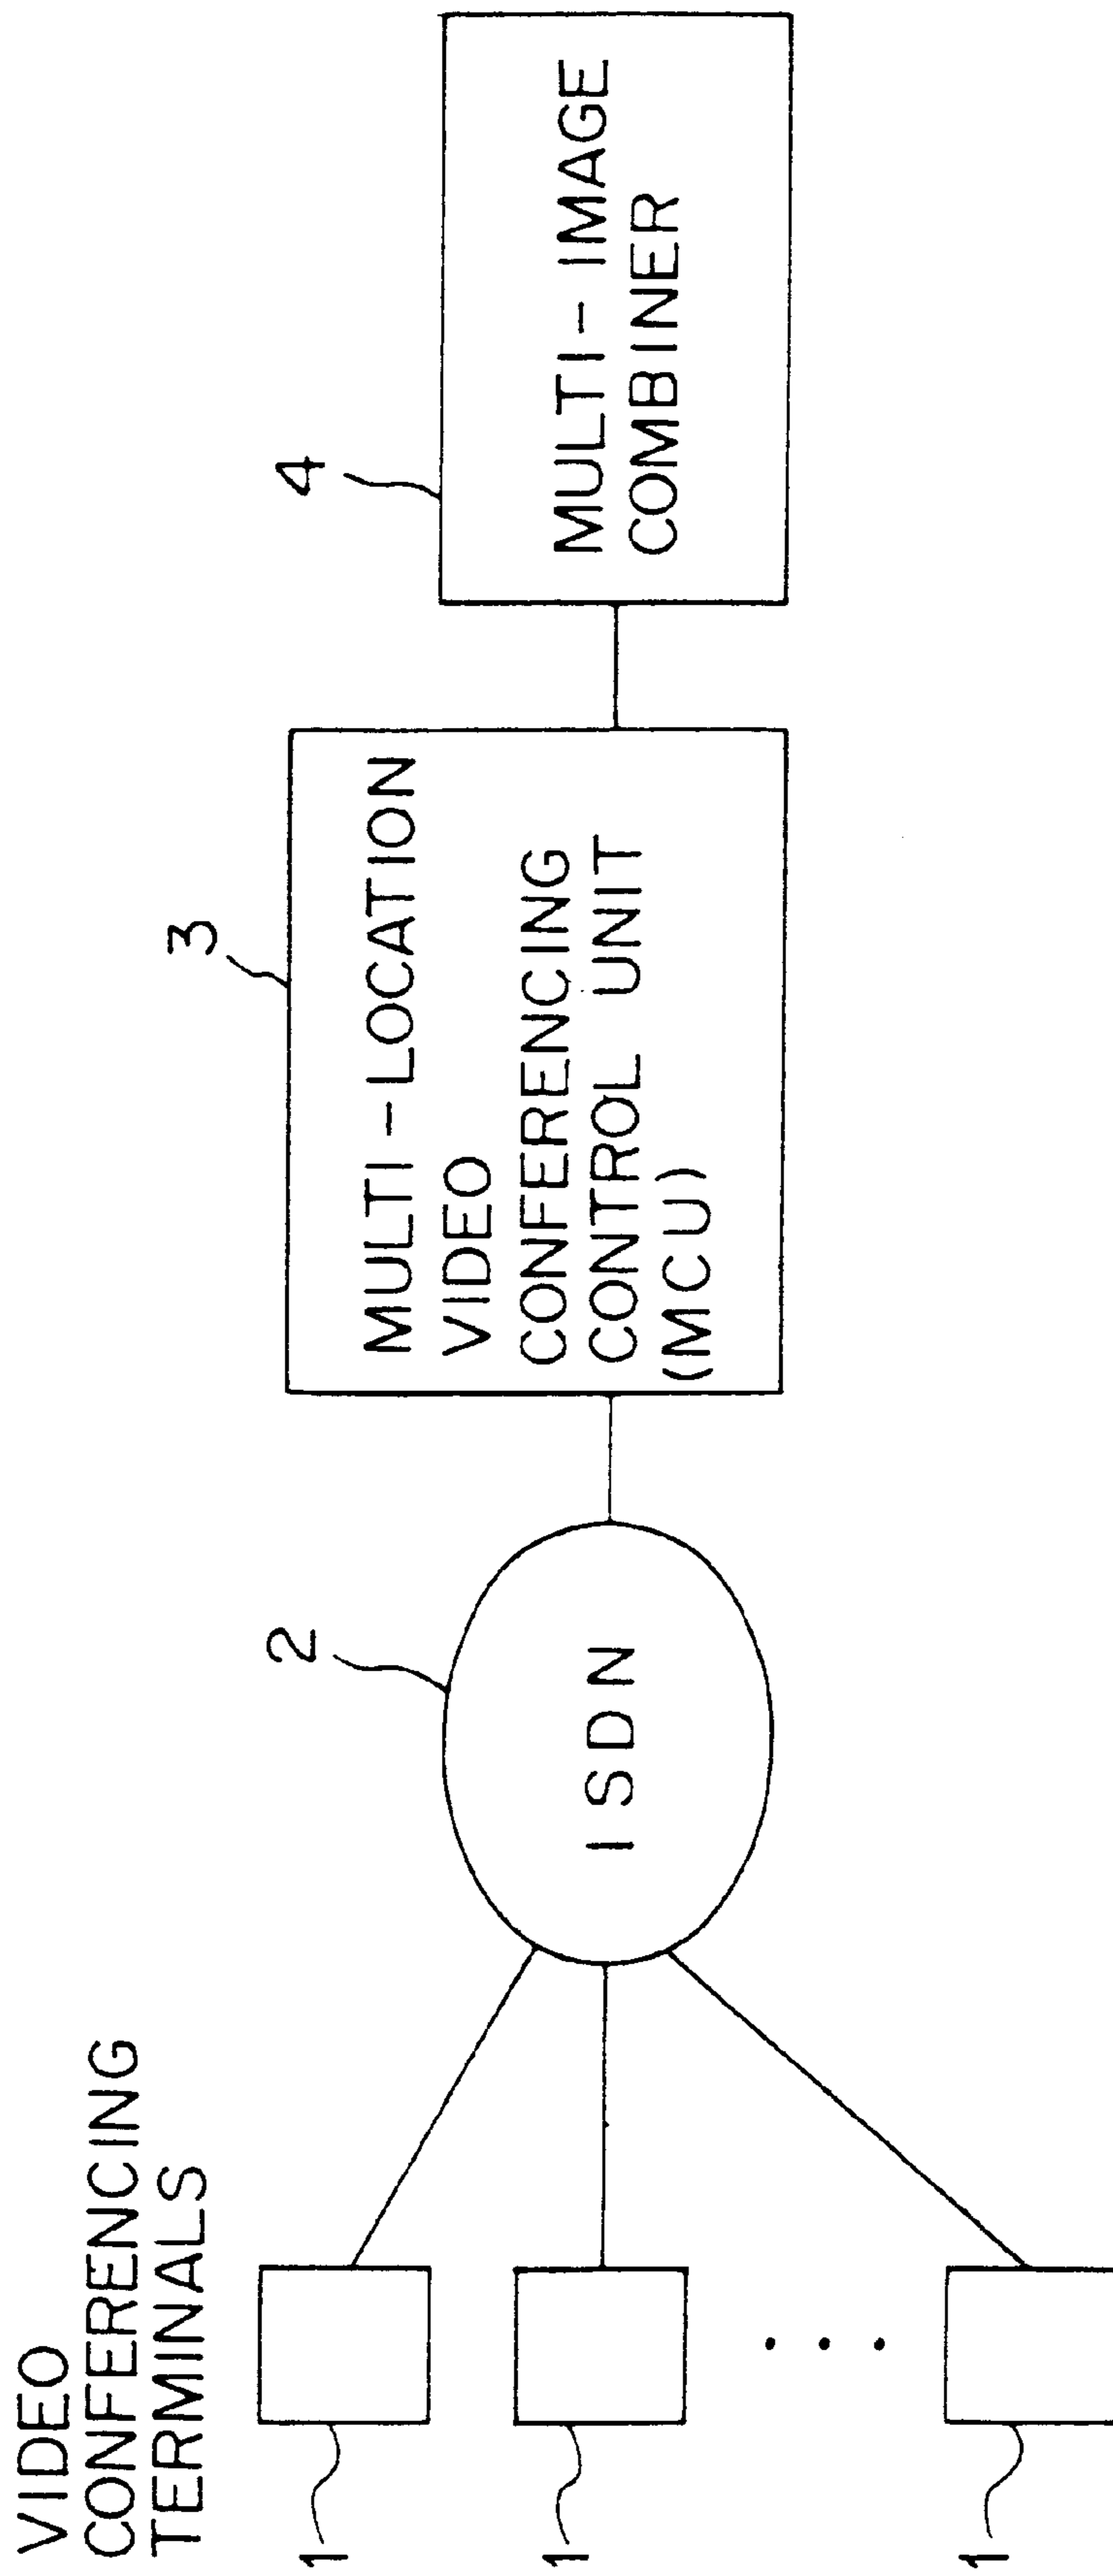 VIDEO
CONFERENCING
TERMINALS
1
1
1
2
ISDN
3
MULTI-LOCATION
VIDEO
CONFERENCING
CONTROL UNIT
(MCU)
4
MULTI-IMAGE
COMBINER